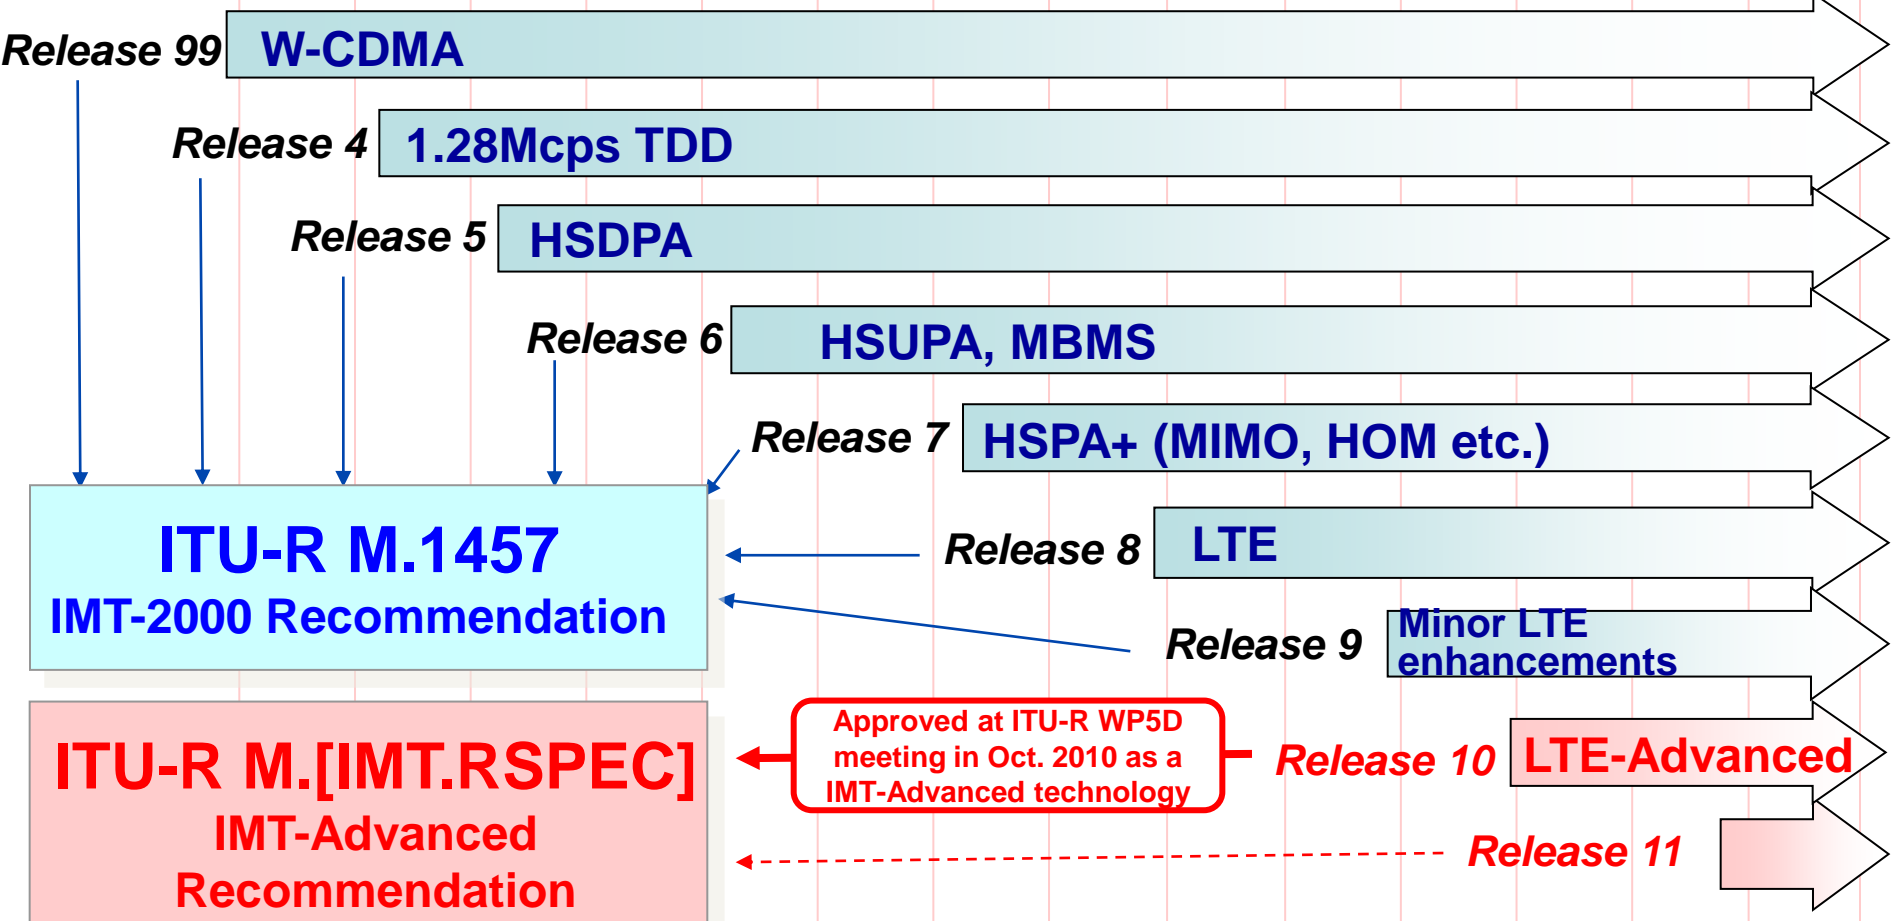 Release 99
W-CDMA
Release 4
1.28Mcps TDD
Release 5
HSDPA
Release 6
HSUPA, MBMS
Release 7
HSPA+ (MIMO, HOM etc.)
ITU-R M.1457
IMT-2000 Recommendation
Release 8
LTE
Release 9
Minor LTE
enhancements
ITU-R M.[IMT.RSPEC]
IMT-Advanced
Recommendation
Approved at ITU-R WP5D
meeting in Oct. 2010 as a
IMT-Advanced technology
Release 10
LTE-Advanced
Release 11